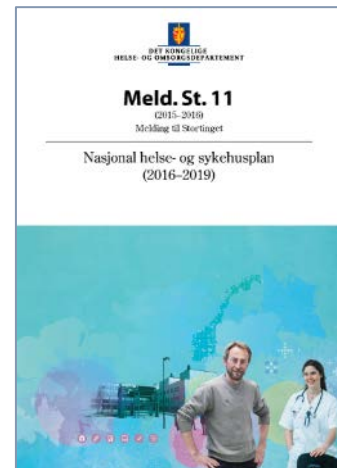 DET KONGELIGE
HELSE- OG OMSORGSDEPARTEMENT
Meld. St. 11
(2015–2016)
Melding til Stortinget
Nasjonal helse- og sykehusplan
(2016–2019)